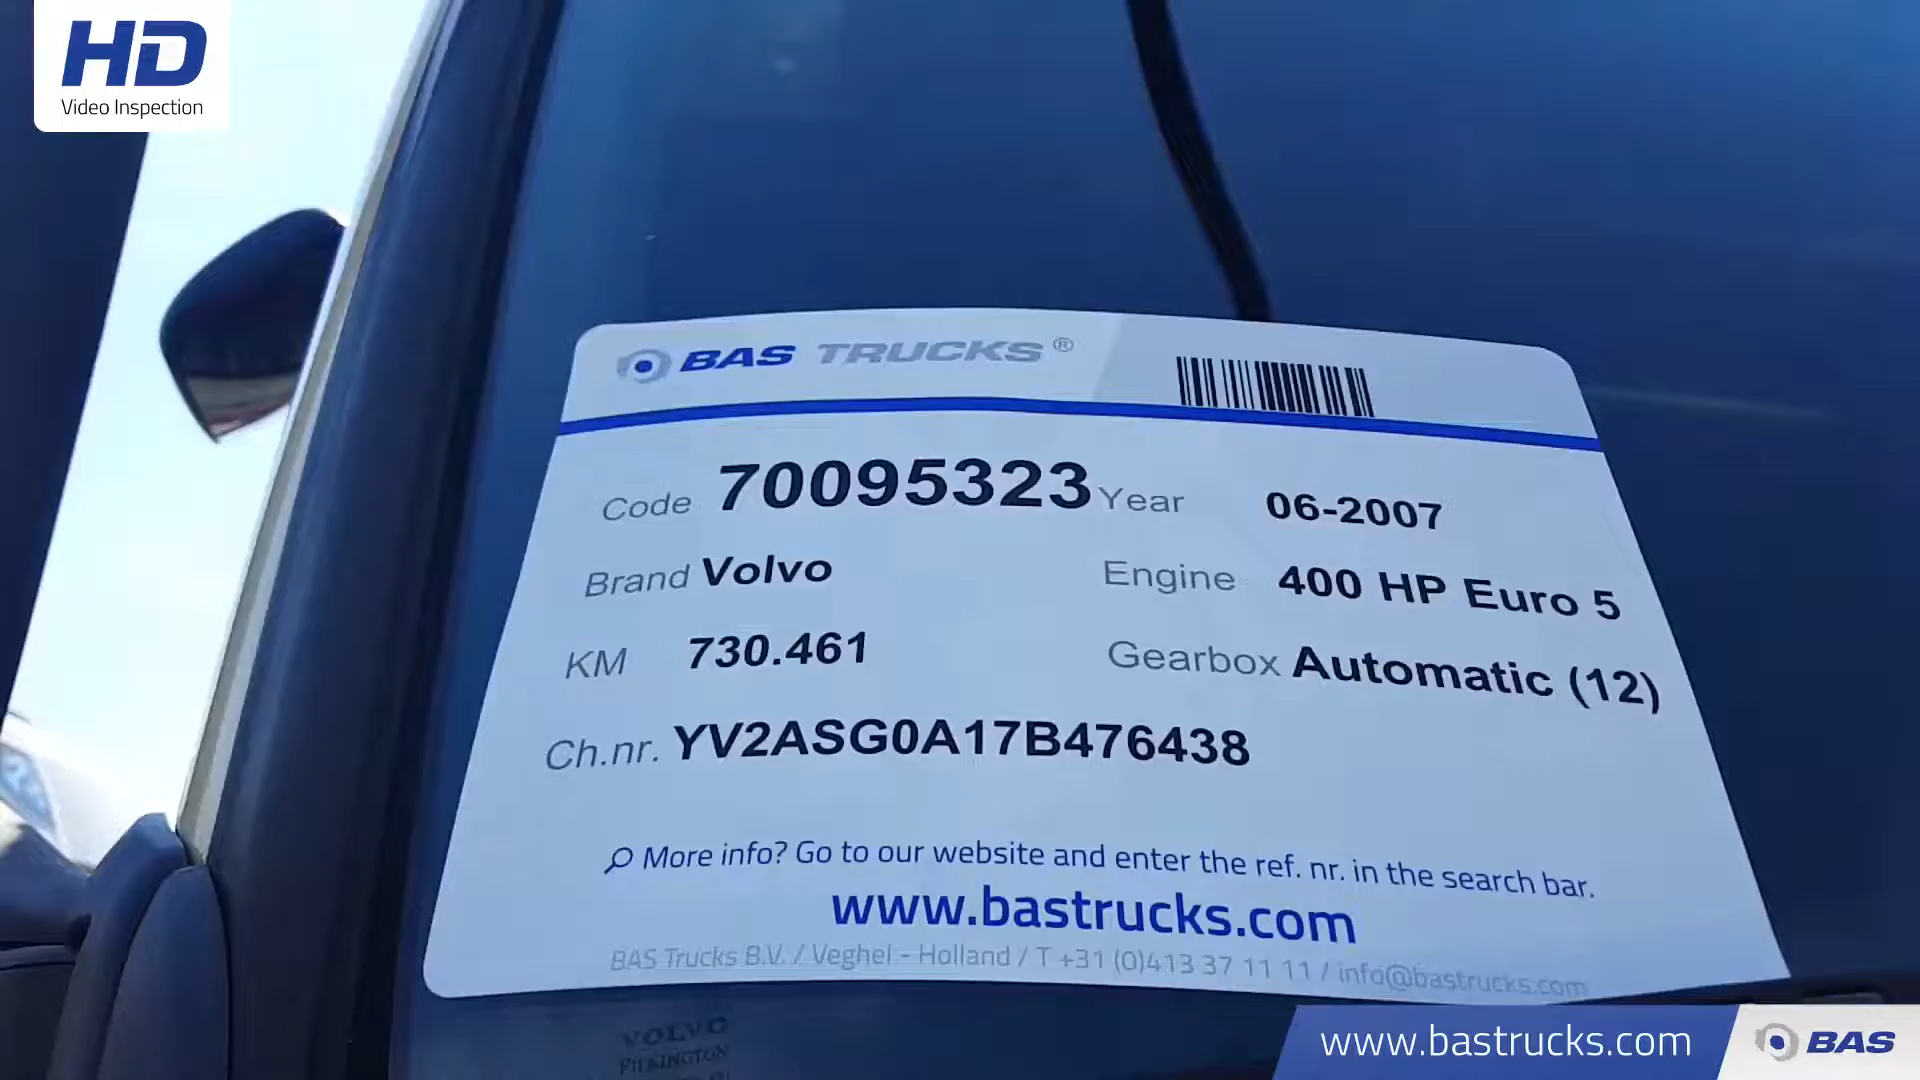 HD
Video Inspection
BAS TRUCKS®
Code 70095323 Year 06-2007
Brand Volvo Engine 400 HP Euro 5
KM 730.461 Gearbox Automatic (12)
Ch.nr. YV2ASG0A17B476438
More info? Go to our website and enter the ref. nr. in the search bar.
www.bastrucks.com
BAS Trucks B.V. / Veghel - Holland / T +31 (0)413 37 11 11 / info@bastrucks.com
VOLVO
PILKINGTON
www.bastrucks.com BAS